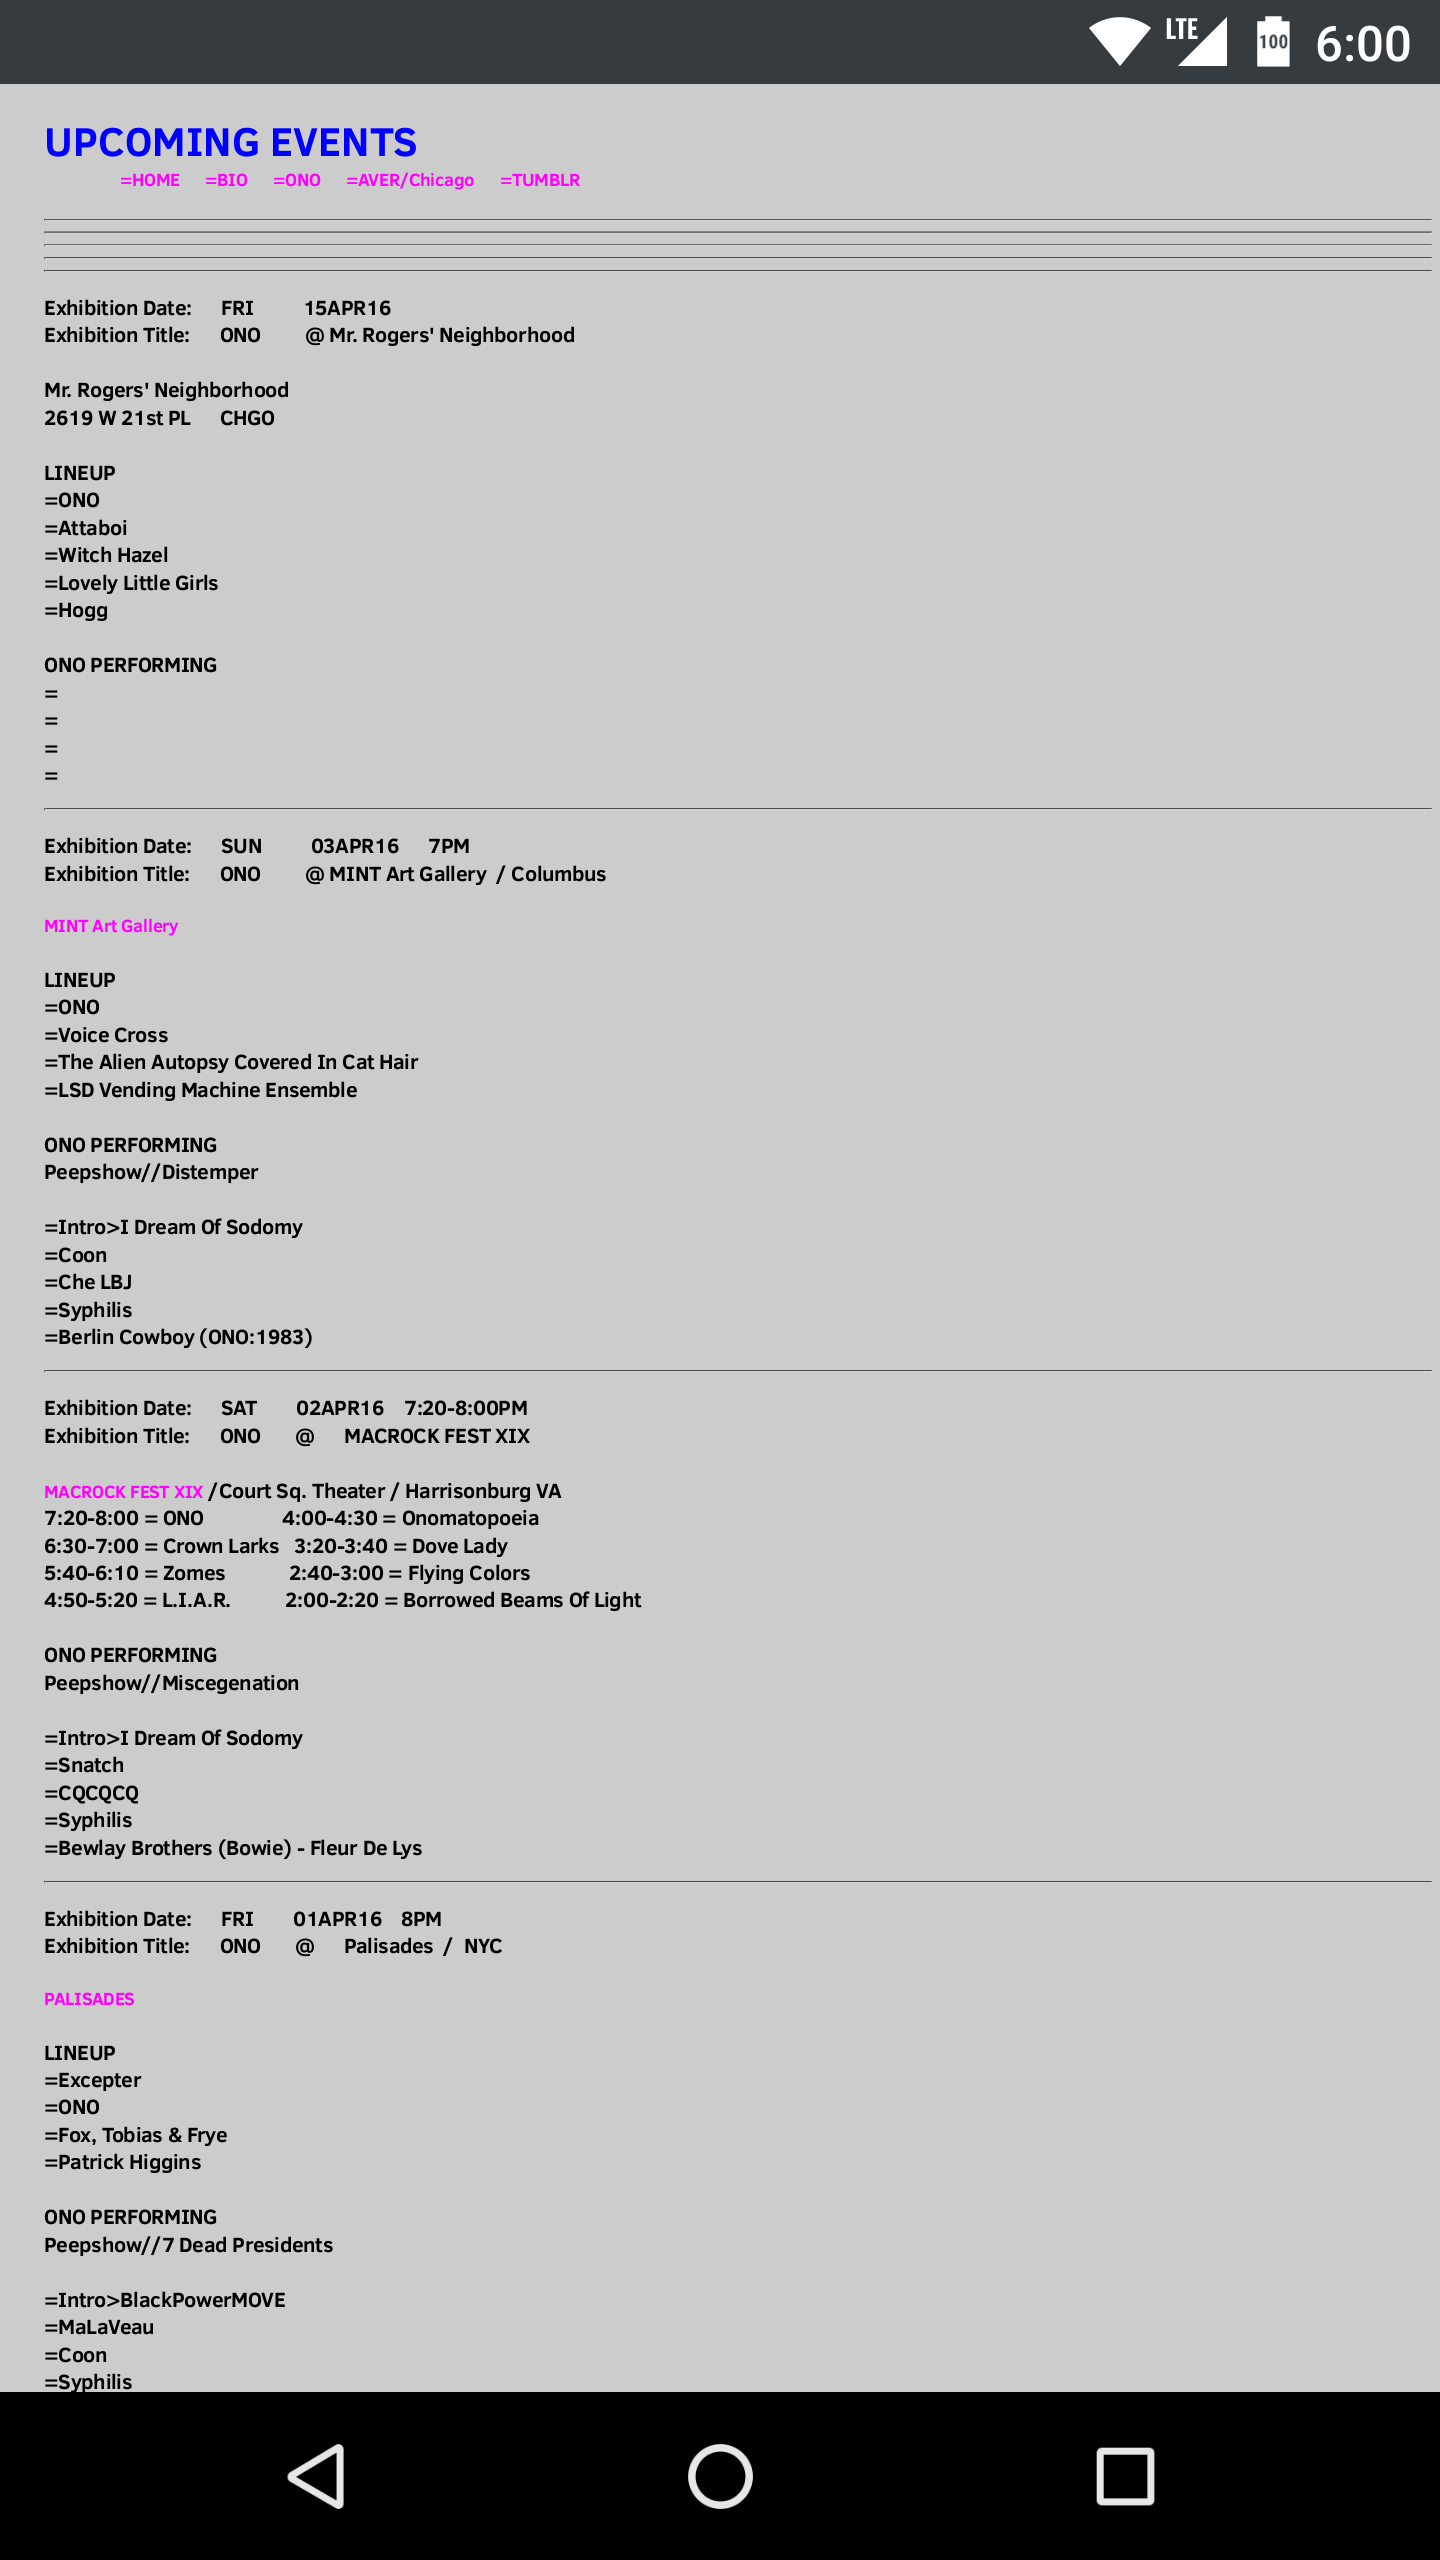 LTE 100 6:00
UPCOMING EVENTS
=HOME =BIO =ONO =AVER/Chicago =TUMBLR
Exhibition Date: FRI 15APR16
Exhibition Title: ONO @ Mr. Rogers' Neighborhood
Mr. Rogers' Neighborhood
2619 W 21st PL CHGO
LINEUP
=ONO
=Attaboi
=Witch Hazel
=Lovely Little Girls
=Hogg
ONO PERFORMING
=
=
=
=
Exhibition Date: SUN 03APR16 7PM
Exhibition Title: ONO @ MINT Art Gallery / Columbus
MINT Art Gallery
LINEUP
=ONO
=Voice Cross
=The Alien Autopsy Covered In Cat Hair
=LSD Vending Machine Ensemble
ONO PERFORMING
Peepshow//Distemper
=Intro>I Dream Of Sodomy
=Coon
=Che LBJ
=Syphilis
=Berlin Cowboy (ONO:1983)
Exhibition Date: SAT 02APR16 7:20-8:00PM
Exhibition Title: ONO @ MACROCK FEST XIX
MACROCK FEST XIX /Court Sq. Theater / Harrisonburg VA
7:20-8:00 = ONO 4:00-4:30 = Onomatopoeia
6:30-7:00 = Crown Larks 3:20-3:40 = Dove Lady
5:40-6:10 = Zomes 2:40-3:00 = Flying Colors
4:50-5:20 = L.I.A.R. 2:00-2:20 = Borrowed Beams Of Light
ONO PERFORMING
Peepshow//Miscegenation
=Intro>I Dream Of Sodomy
=Snatch
=CQCQCQ
=Syphilis
=Bewlay Brothers (Bowie) - Fleur De Lys
Exhibition Date: FRI 01APR16 8PM
Exhibition Title: ONO @ Palisades / NYC
PALISADES
LINEUP
=Excepter
=ONO
=Fox, Tobias & Frye
=Patrick Higgins
ONO PERFORMING
Peepshow//7 Dead Presidents
=Intro>BlackPowerMOVE
=MaLaVeau
=Coon
=Syphilis